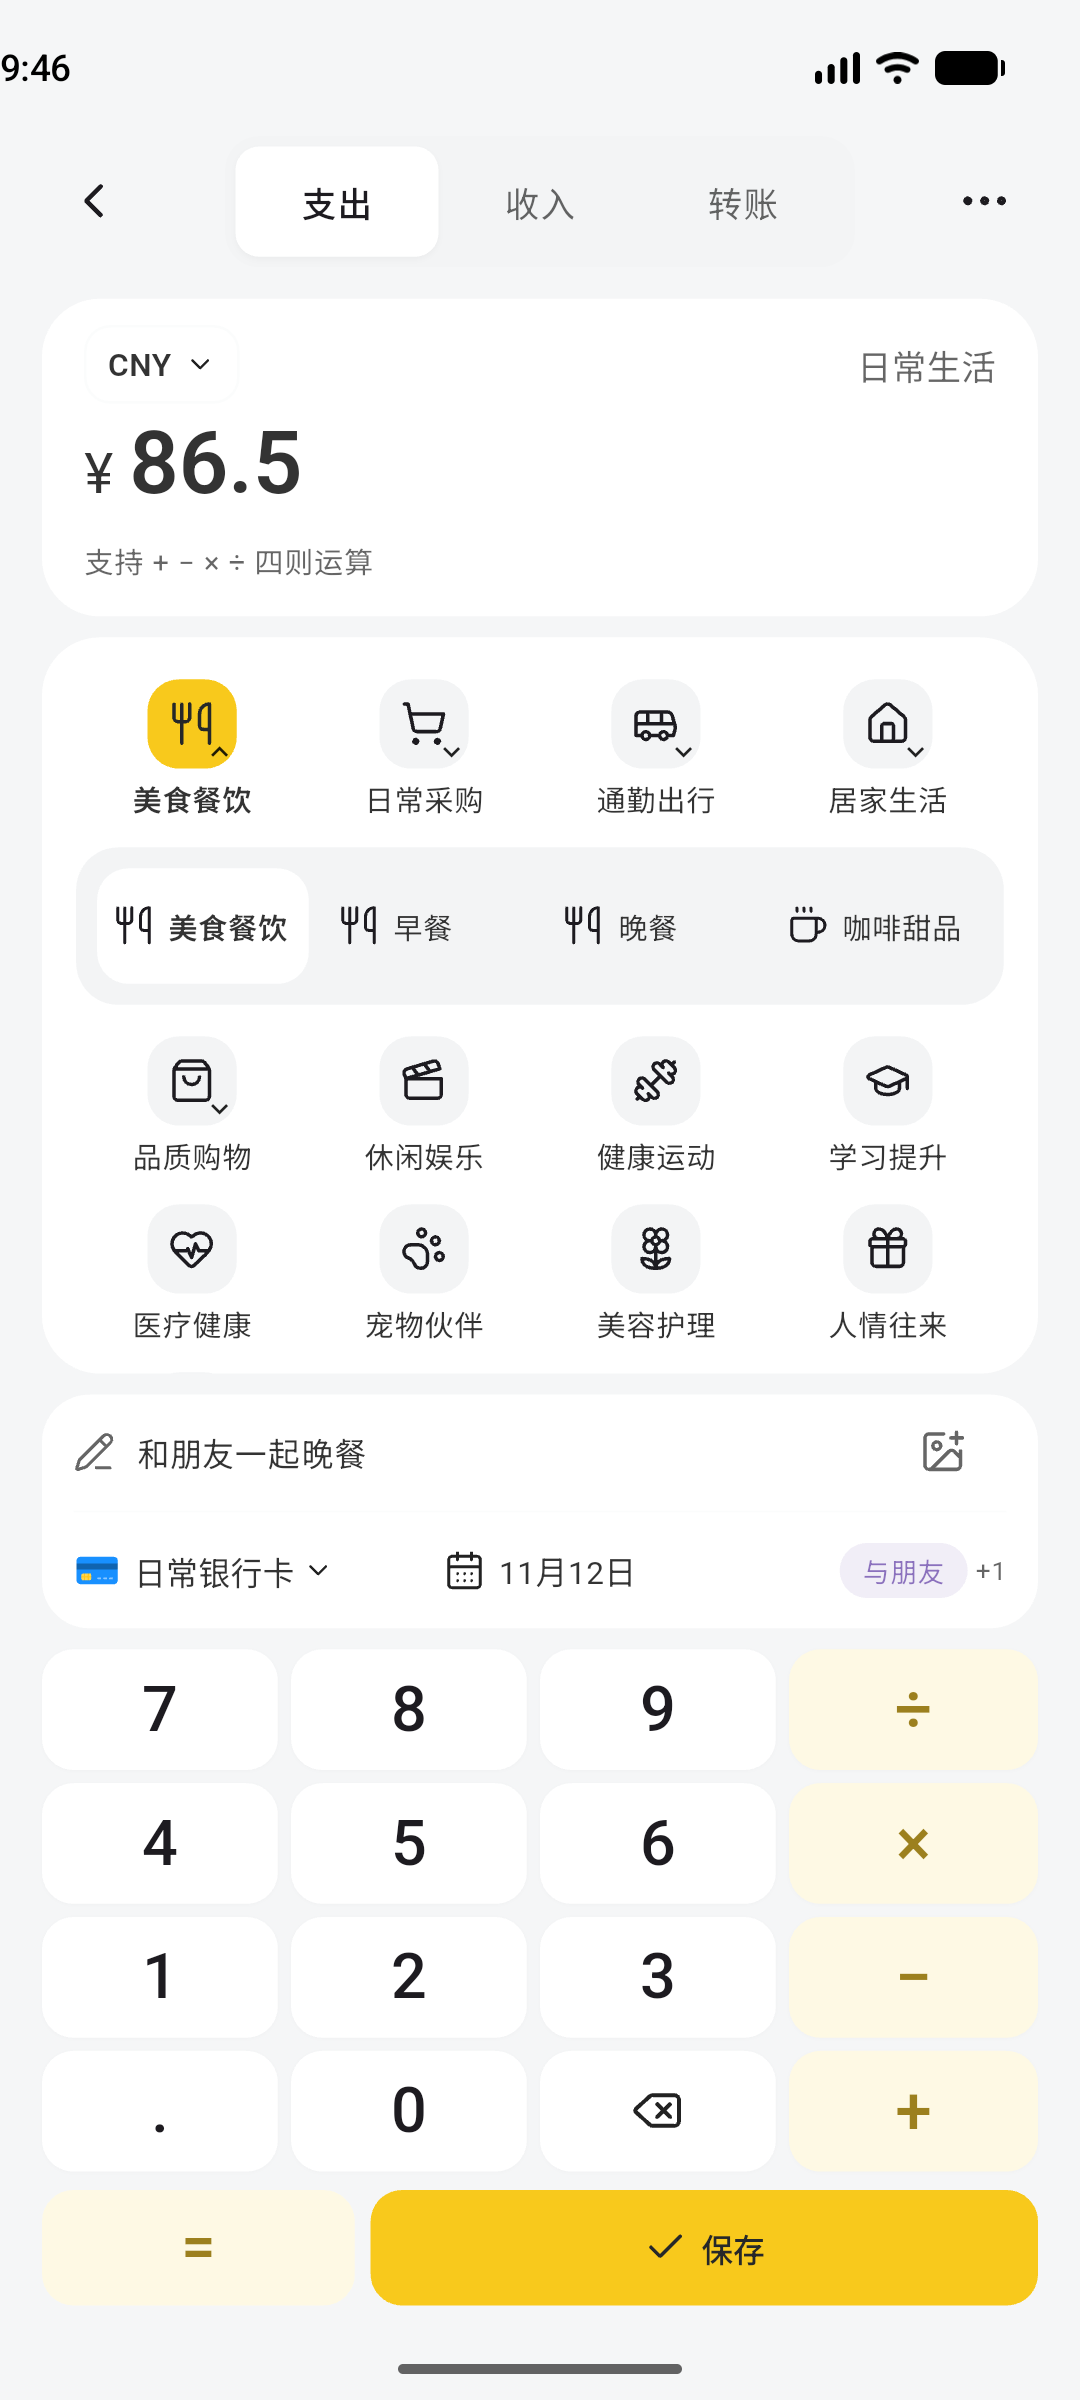 9:46
支出 收入 转账
CNY 日常生活
¥ 86.5
支持 + − × ÷ 四则运算
美食餐饮 日常采购 通勤出行 居家生活
美食餐饮 早餐 晚餐 咖啡甜品
品质购物 休闲娱乐 健康运动 学习提升
医疗健康 宠物伙伴 美容护理 人情往来
和朋友一起晚餐
日常银行卡 11月12日 与朋友 +1
7 8 9 ÷
4 5 6 ×
1 2 3 −
. 0 +
= 保存